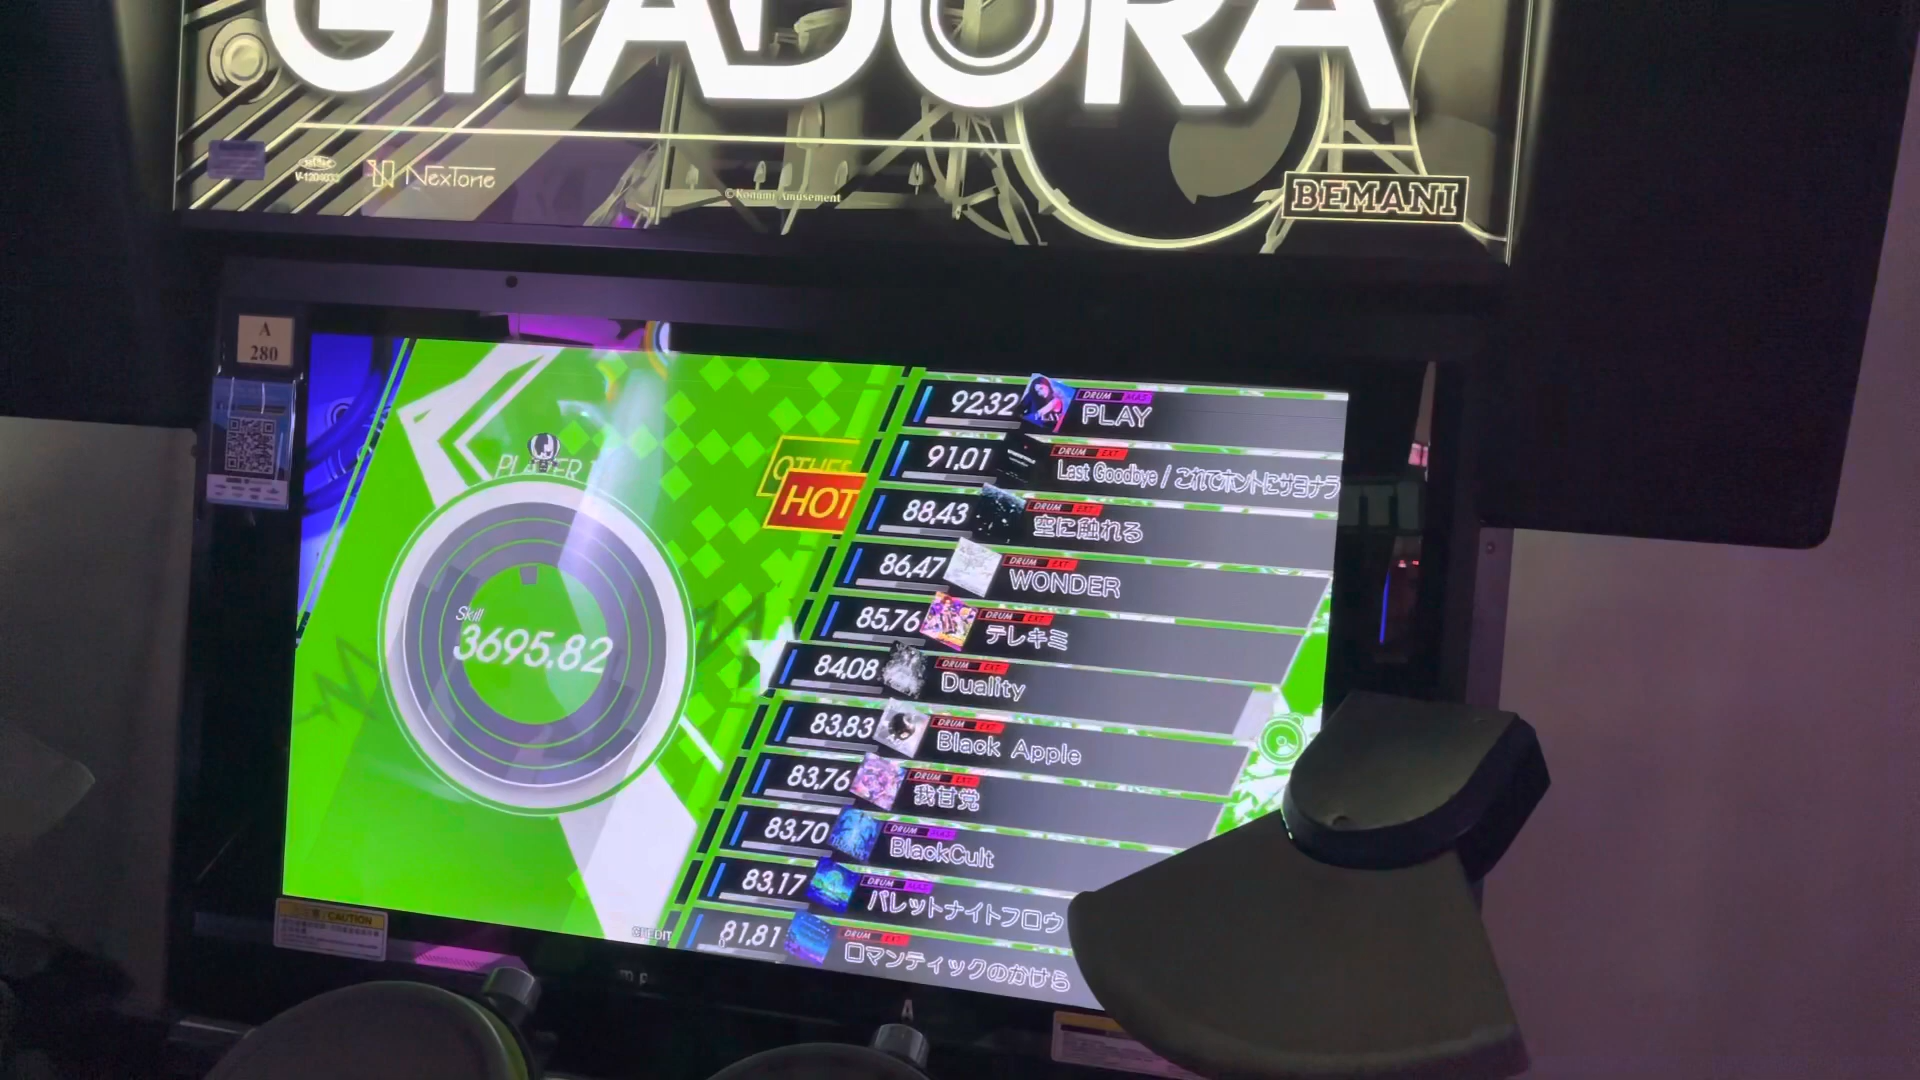 GITADORA
V-1204033
NexTone
©Konami Amusement
BEMANI
A
280
PLAYER 1
OTHER
HOT
Skill
3695.82
92.32
DRUM MAS
PLAY
91.01
DRUM EXT
Last Goodbye / これでホントにサヨナラ
88.43
DRUM EXT
空に触れる
86.47
DRUM EXT
WONDER
85.76
DRUM EXT
テレキミ
84.08
DRUM EXT
Duality
83.83
DRUM EXT
Black Apple
83.76
DRUM EXT
我甘党
83.70
DRUM MAS
BlackCult
83.17
DRUM MAS
パレットナイトフロウ
81.81
DRUM EXT
ロマンティックのかけら
CREDIT
CAUTION